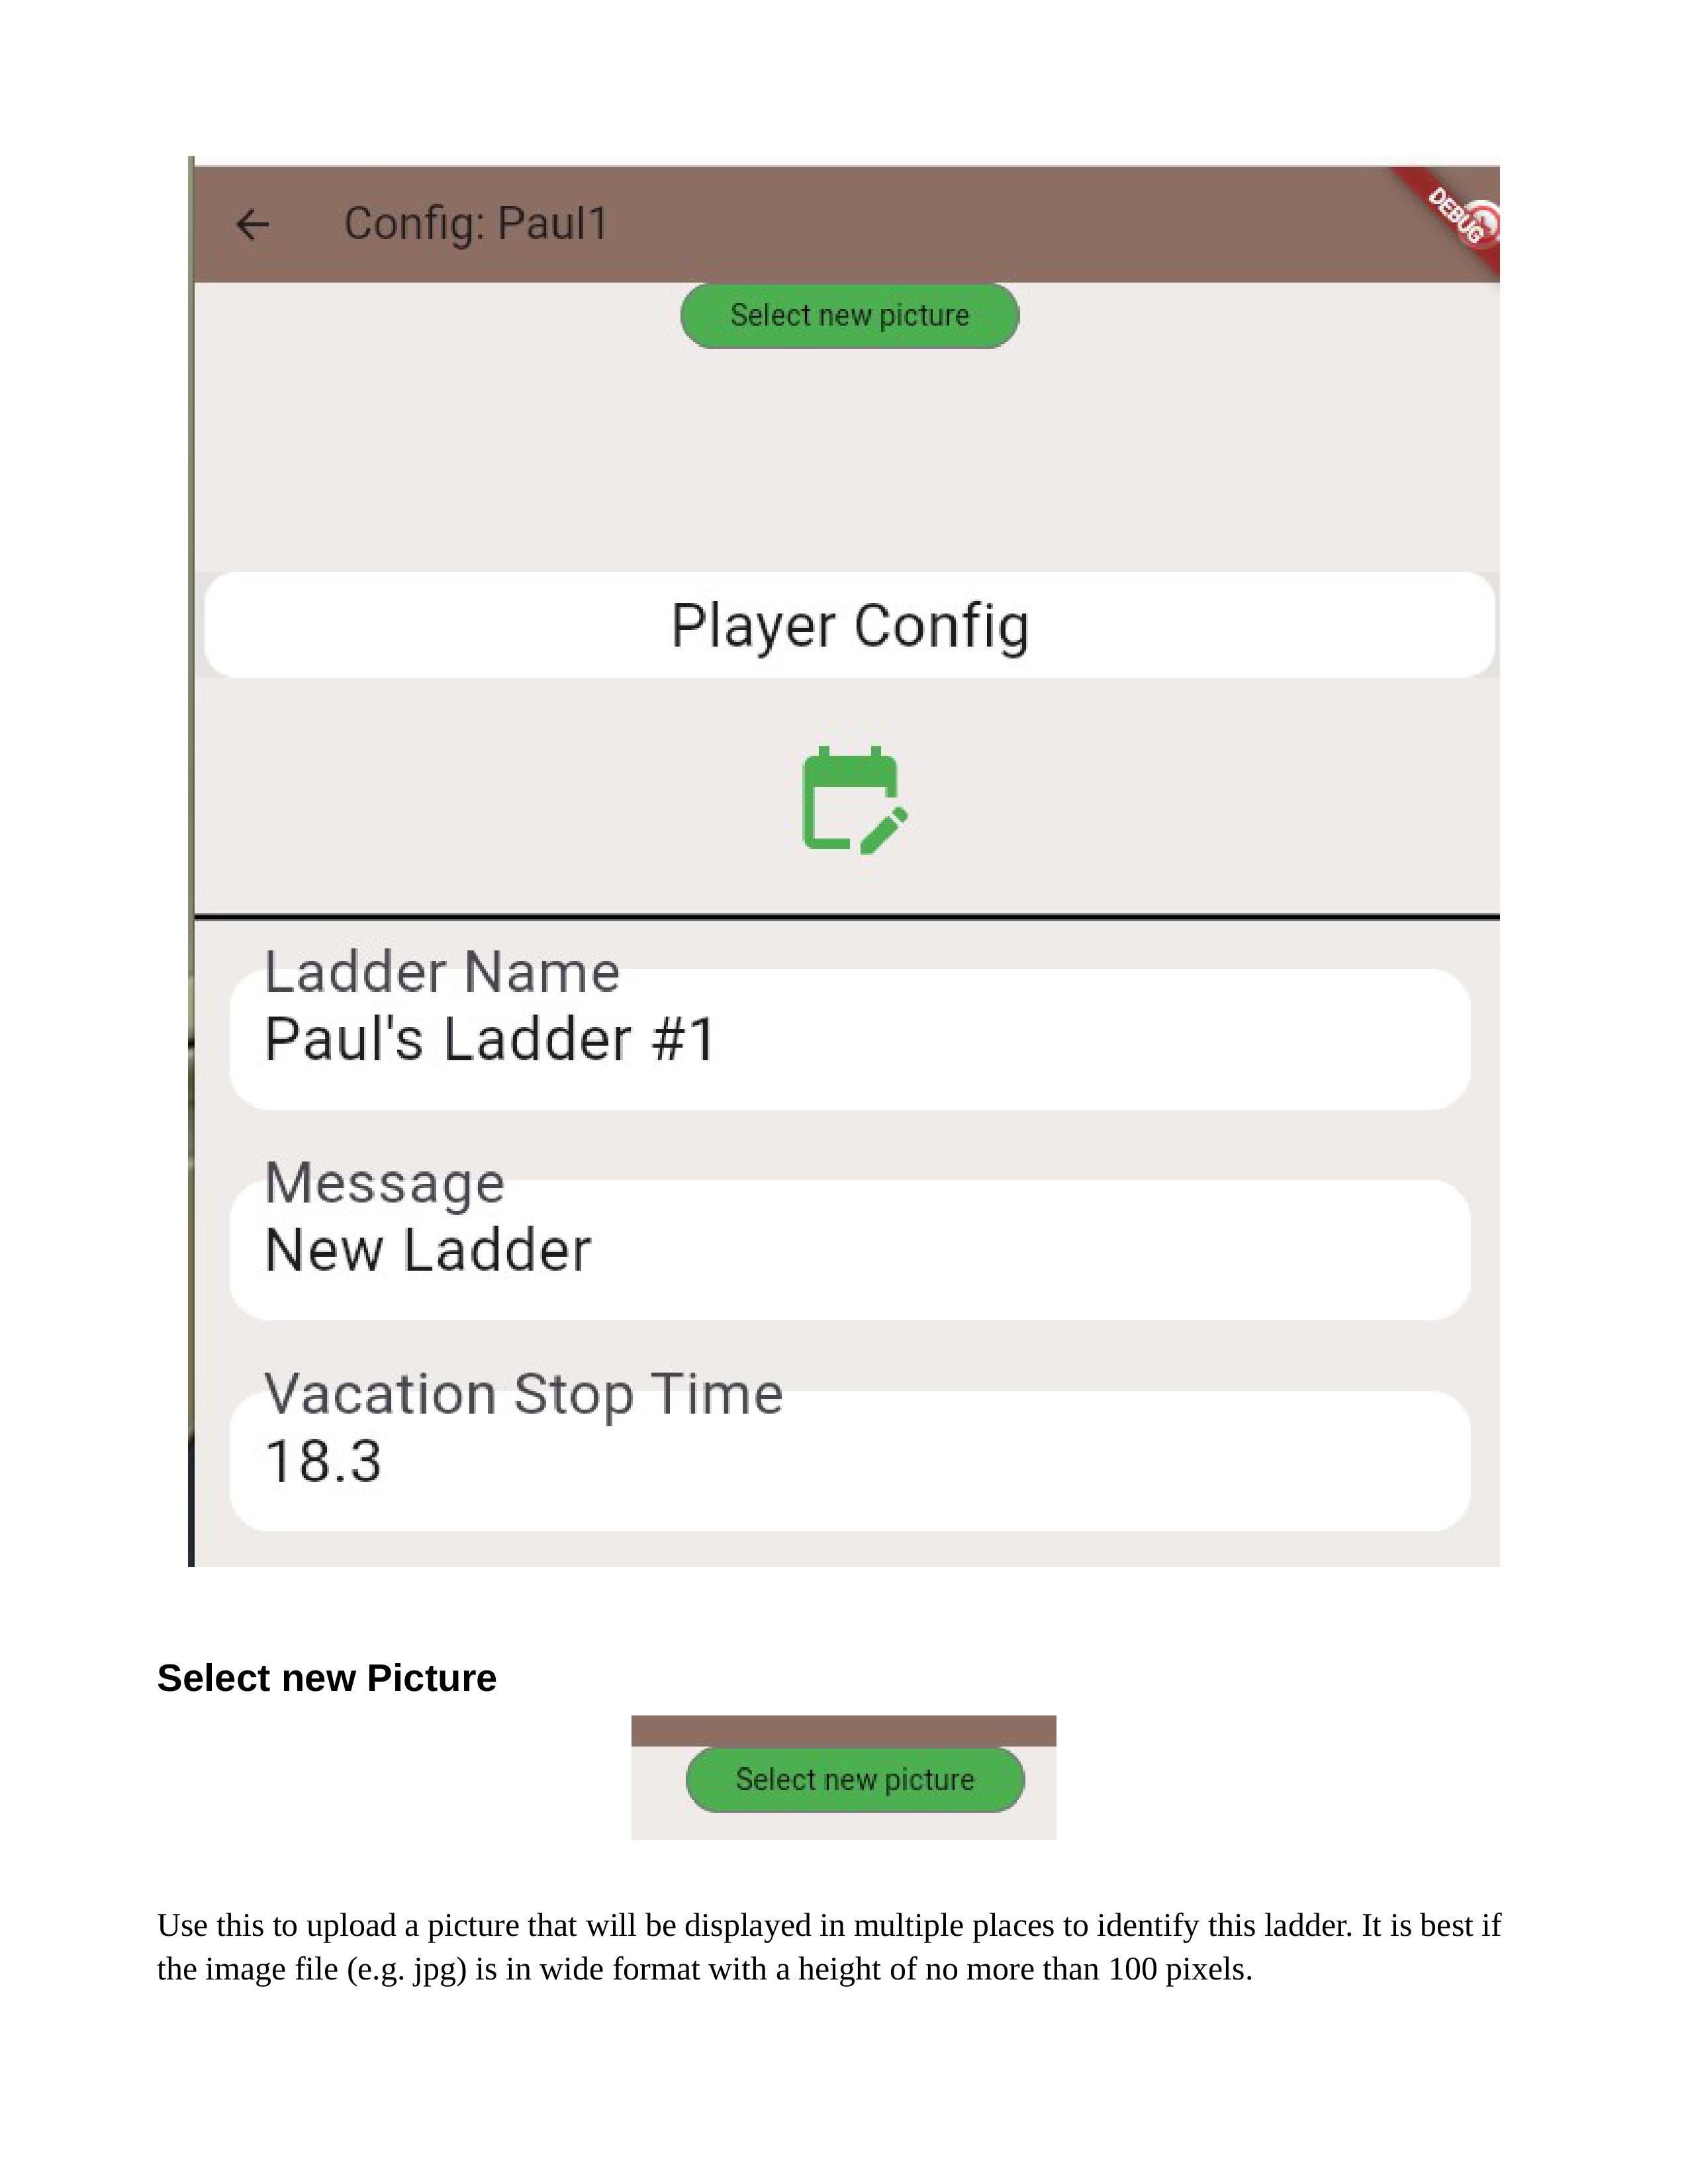 Config: Paul1
DEBUG
Select new picture
Player Config
Ladder Name
Paul's Ladder #1
Message
New Ladder
Vacation Stop Time
18.3
Select new Picture
Select new picture
Use this to upload a picture that will be displayed in multiple places to identify this ladder. It is best if
the image file (e.g. jpg) is in wide format with a height of no more than 100 pixels.